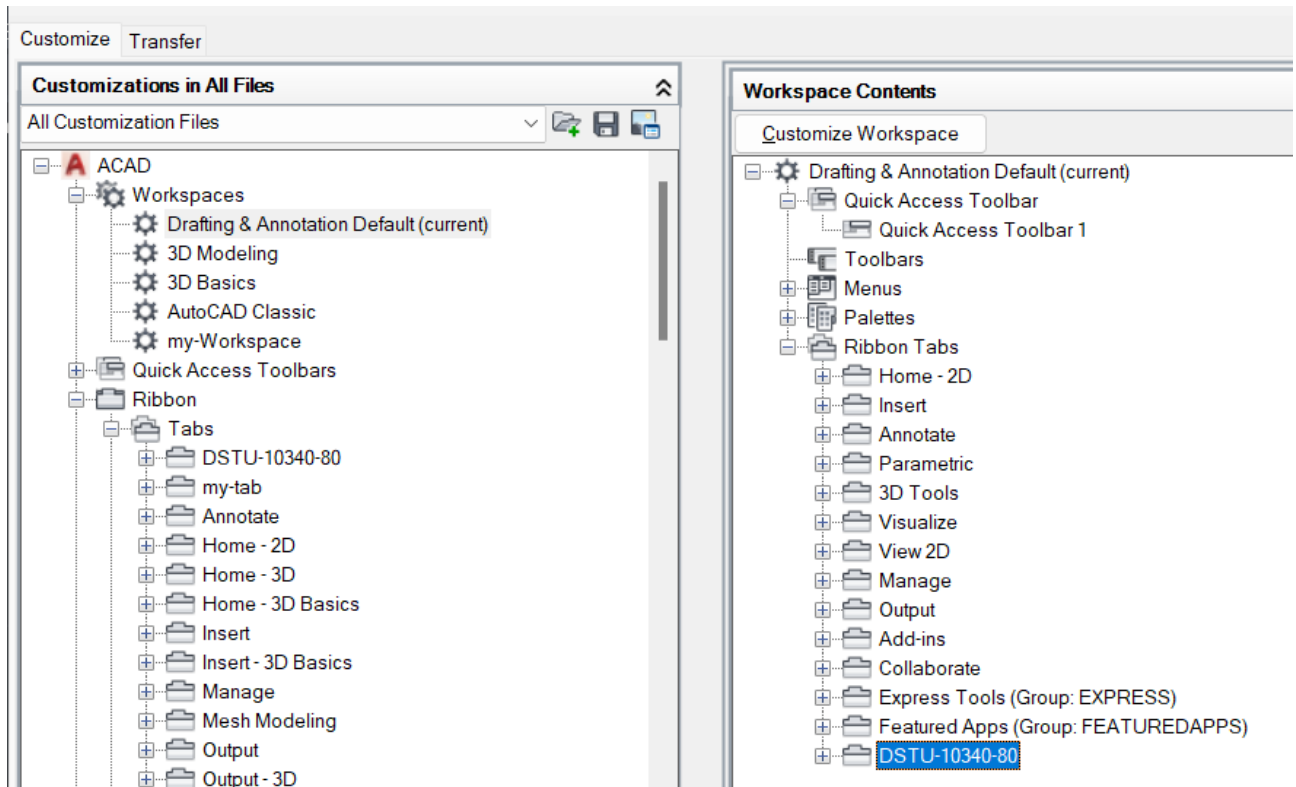 Customize
Transfer
Customizations in All Files
All Customization Files
ACAD
Workspaces
Drafting & Annotation Default (current)
3D Modeling
3D Basics
AutoCAD Classic
my-Workspace
Quick Access Toolbars
Ribbon
Tabs
DSTU-10340-80
my-tab
Annotate
Home - 2D
Home - 3D
Home - 3D Basics
Insert
Insert - 3D Basics
Manage
Mesh Modeling
Output
Output - 3D
Workspace Contents
Customize Workspace
Drafting & Annotation Default (current)
Quick Access Toolbar
Quick Access Toolbar 1
Toolbars
Menus
Palettes
Ribbon Tabs
Home - 2D
Insert
Annotate
Parametric
3D Tools
Visualize
View 2D
Manage
Output
Add-ins
Collaborate
Express Tools (Group: EXPRESS)
Featured Apps (Group: FEATUREDAPPS)
DSTU-10340-80